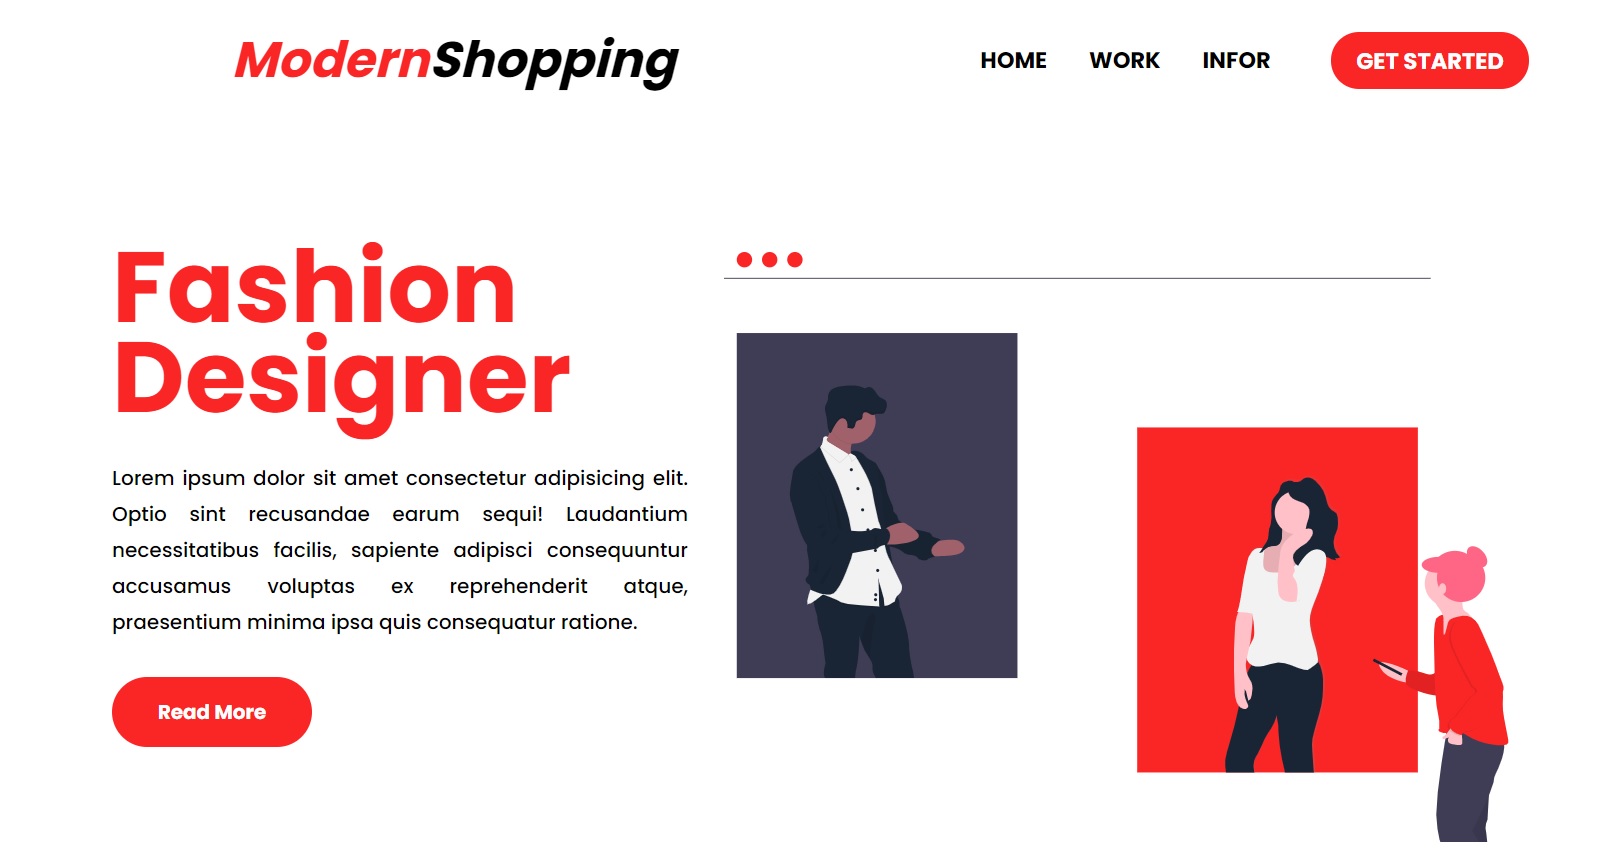 ModernShopping
HOME WORK INFOR GET STARTED
Fashion
Designer
Lorem ipsum dolor sit amet consectetur adipisicing elit.
Optio sint recusandae earum sequi! Laudantium
necessitatibus facilis, sapiente adipisci consequuntur
accusamus voluptas ex reprehenderit atque,
praesentium minima ipsa quis consequatur ratione.
Read More